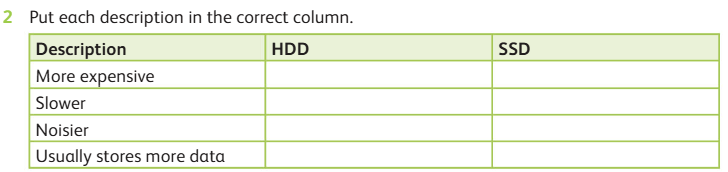 2 Put each description in the correct column.
Description HDD SSD
More expensive
Slower
Noisier
Usually stores more data